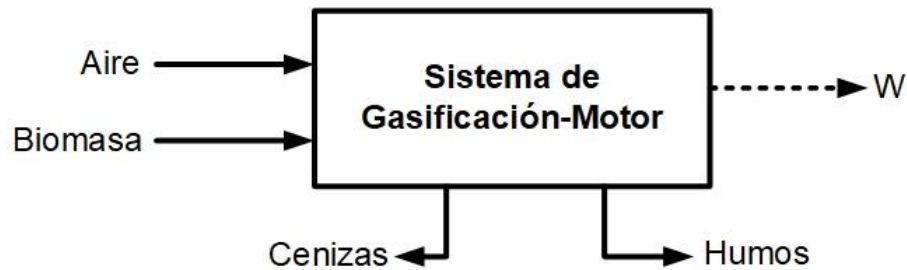 Aire
Sistema de
Gasificación-Motor
W
Biomasa
Cenizas
Humos